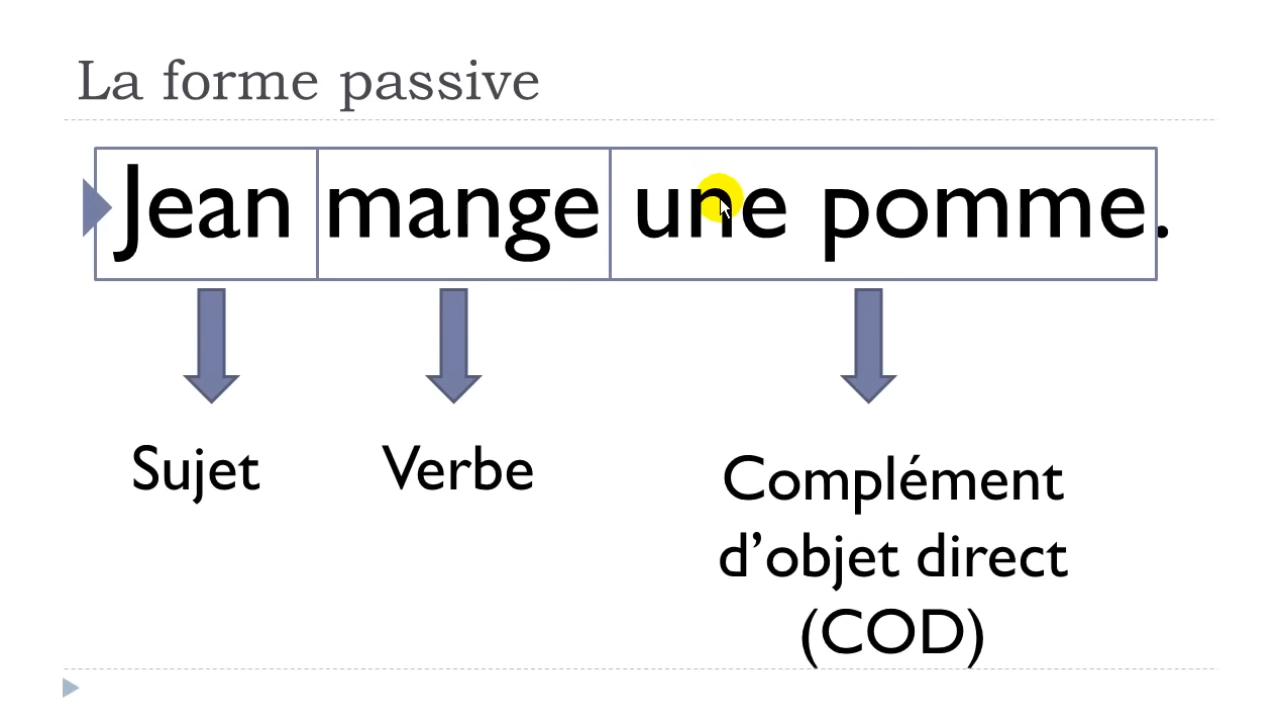 La forme passive
Jean mange une pomme.
Sujet
Verbe
Complément
d’objet direct
(COD)